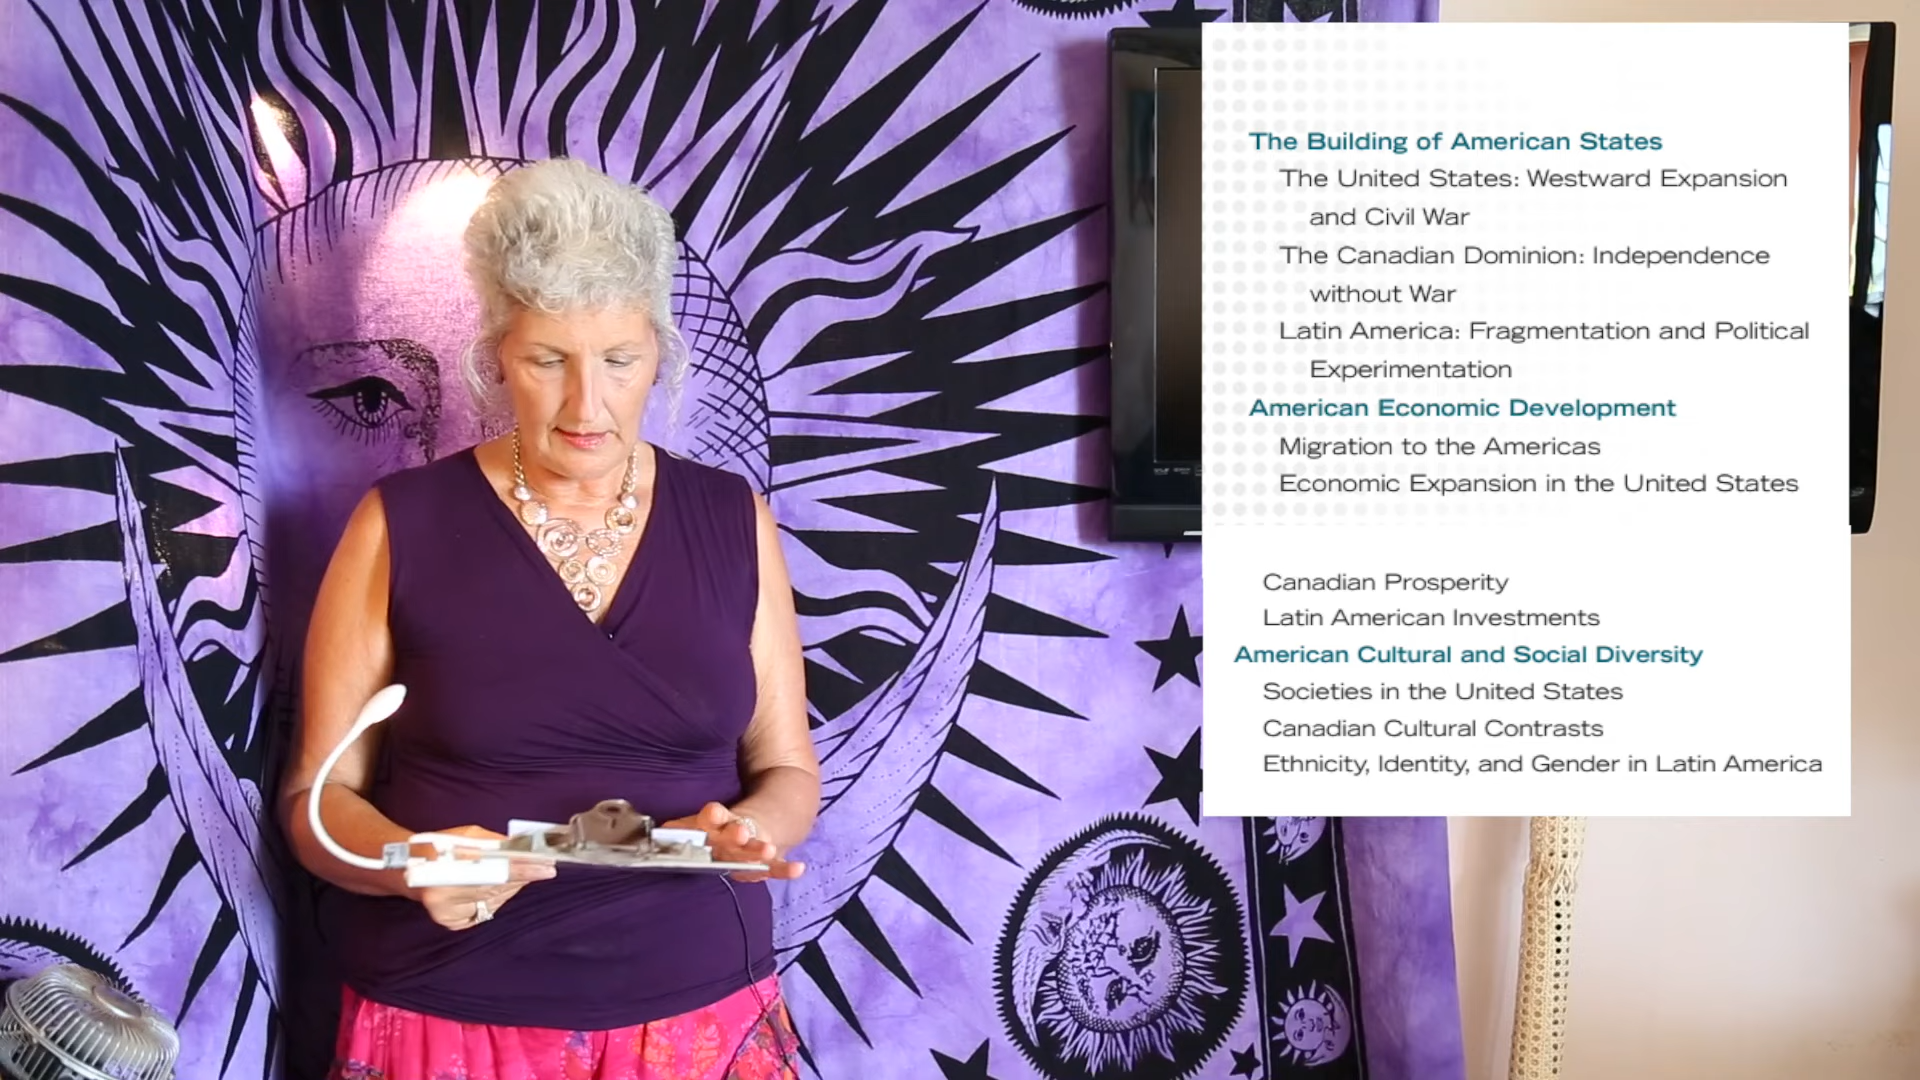 The Building of American States
The United States: Westward Expansion
and Civil War
The Canadian Dominion: Independence
without War
Latin America: Fragmentation and Political
Experimentation
American Economic Development
Migration to the Americas
Economic Expansion in the United States
Canadian Prosperity
Latin American Investments
American Cultural and Social Diversity
Societies in the United States
Canadian Cultural Contrasts
Ethnicity, Identity, and Gender in Latin America